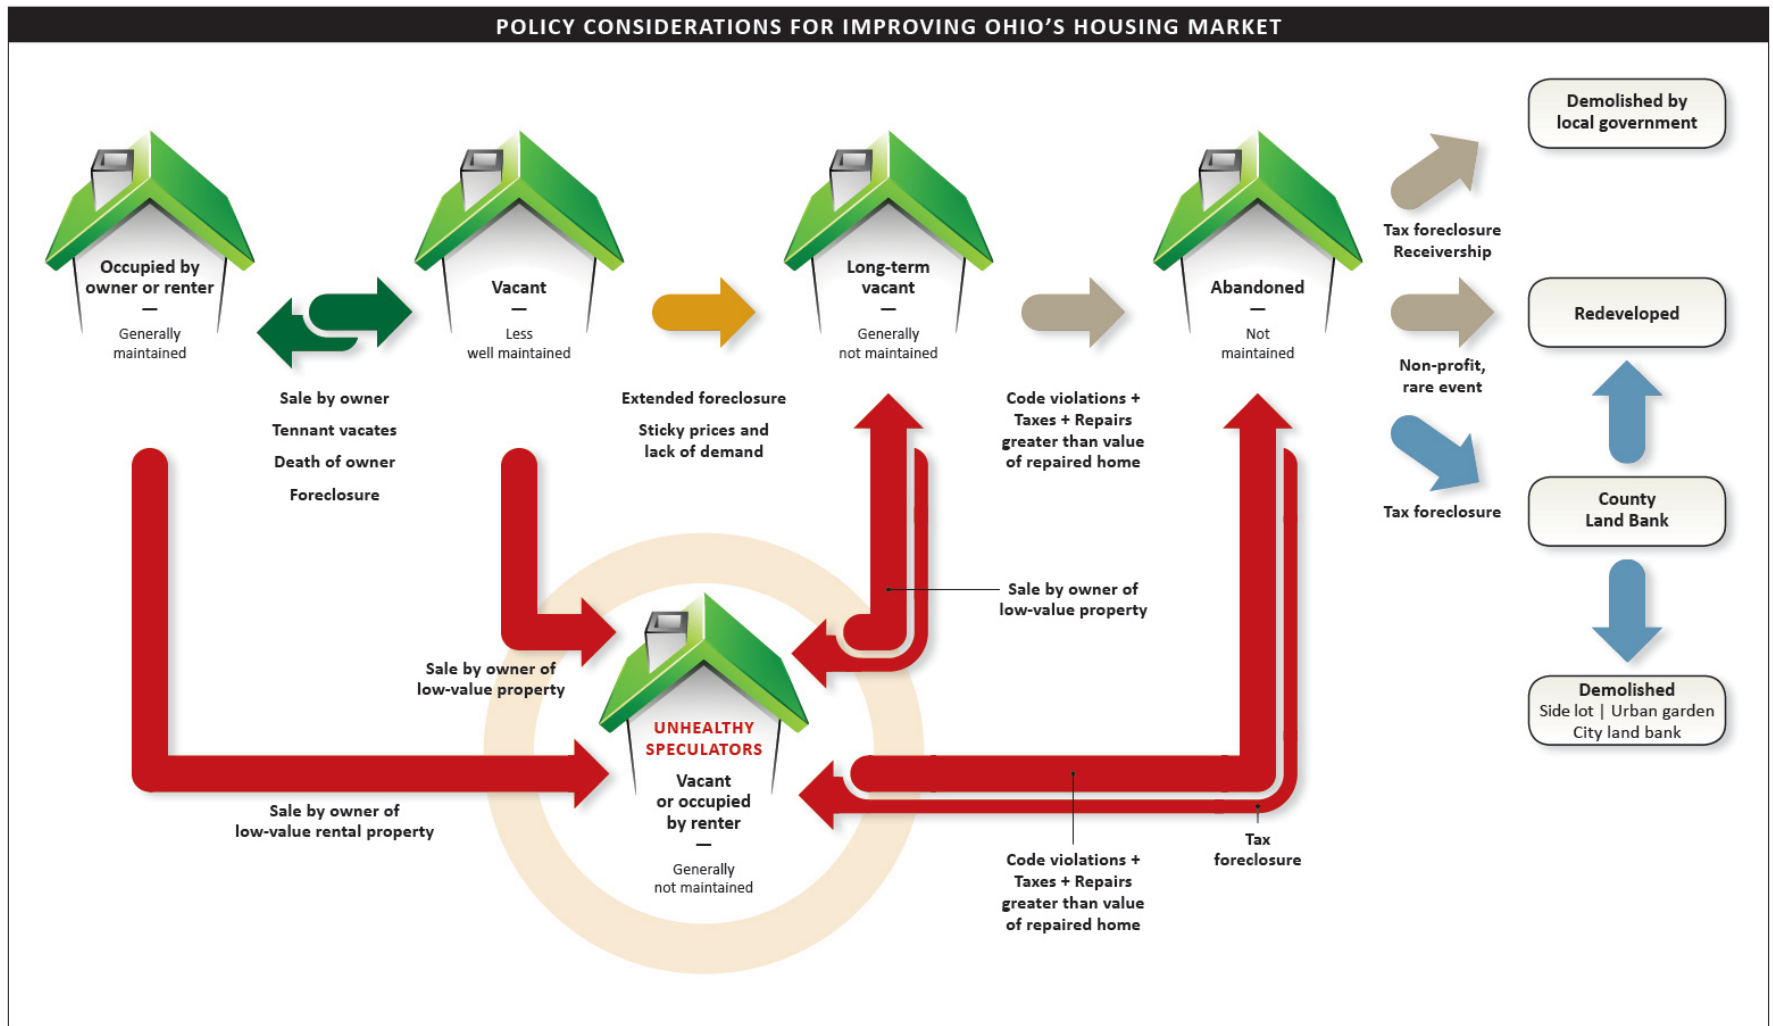 POLICY CONSIDERATIONS FOR IMPROVING OHIO'S HOUSING MARKET
Occupied by
owner or renter
—
Generally
maintained
Sale by owner
Tennant vacates
Death of owner
Foreclosure
Vacant
—
Less
well maintained
Extended foreclosure
Sticky prices and
lack of demand
Long-term
vacant
—
Generally
not maintained
Code violations +
Taxes + Repairs
greater than value
of repaired home
Abandoned
—
Not
maintained
Tax foreclosure
Receivership
Demolished by
local government
Non-profit,
rare event
Redeveloped
Tax foreclosure
County
Land Bank
Demolished
Side lot | Urban garden
City land bank
Sale by owner of
low-value property
Sale by owner of
low-value property
UNHEALTHY
SPECULATORS
Vacant
or occupied
by renter
—
Generally
not maintained
Sale by owner of
low-value rental property
Code violations +
Taxes + Repairs
greater than value
of repaired home
Tax
foreclosure